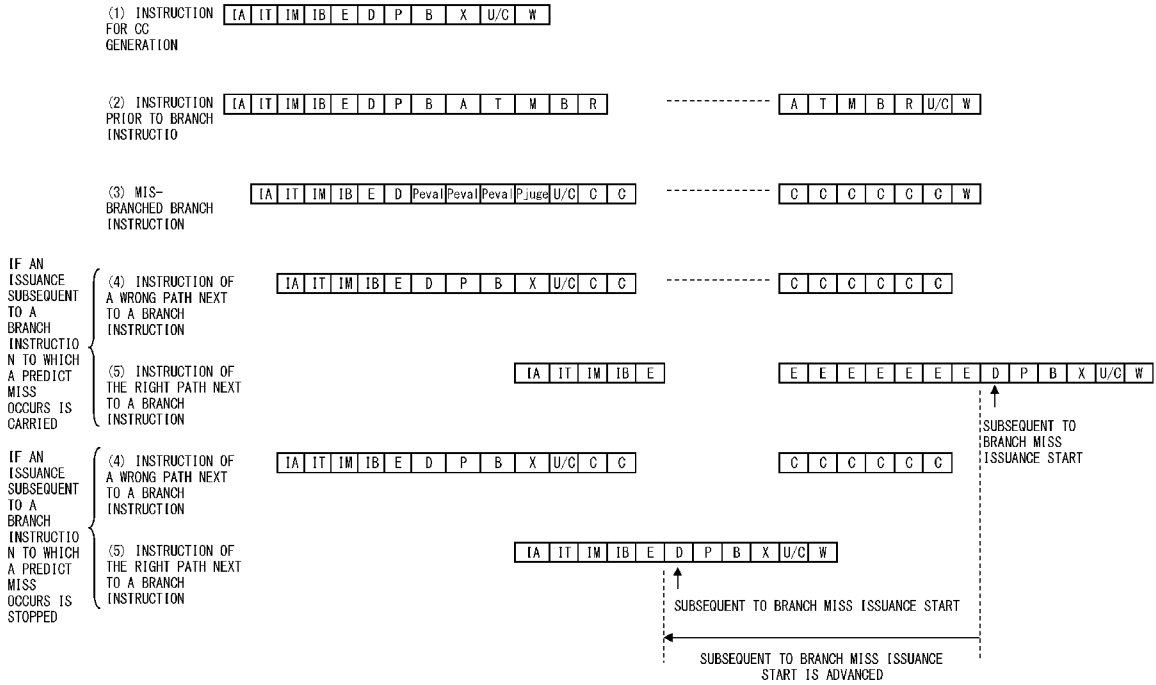 (1) INSTRUCTION
FOR CC
GENERATION
IA IT IM IB E D P B X U/C W
(2) INSTRUCTION
PRIOR TO BRANCH
INSTRUCTIO
IA IT IM IB E D P B A T M B R A T M B R U/C W
(3) MIS-
BRANCHED BRANCH
INSTRUCTION
IA IT IM IB E D Peval Peval Peval Pjuge U/C C C C C C C C C W
IF AN
ISSUANCE
SUBSEQUENT
TO A
BRANCH
INSTRUCTIO
N TO WHICH
A PREDICT
MISS
OCCURS IS
CARRIED
(4) INSTRUCTION OF
A WRONG PATH NEXT
TO A BRANCH
INSTRUCTION
IA IT IM IB E D P B X U/C C C C C C C C C
(5) INSTRUCTION OF
THE RIGHT PATH NEXT
TO A BRANCH
INSTRUCTION
IA IT IM IB E E E E E E E E D P B X U/C W
SUBSEQUENT TO
BRANCH MISS
ISSUANCE START
IF AN
ISSUANCE
SUBSEQUENT
TO A
BRANCH
INSTRUCTIO
N TO WHICH
A PREDICT
MISS
OCCURS IS
STOPPED
(4) INSTRUCTION OF
A WRONG PATH NEXT
TO A BRANCH
INSTRUCTION
IA IT IM IB E D P B X U/C C C C C C C C C
(5) INSTRUCTION OF
THE RIGHT PATH NEXT
TO A BRANCH
INSTRUCTION
IA IT IM IB E D P B X U/C W
SUBSEQUENT TO BRANCH MISS ISSUANCE START
SUBSEQUENT TO BRANCH MISS ISSUANCE
START IS ADVANCED